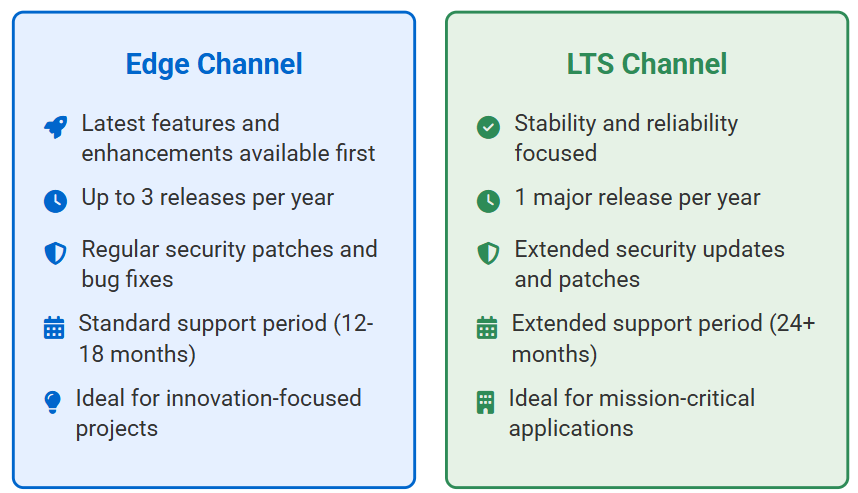 Edge Channel
Latest features and
enhancements available first
Up to 3 releases per year
Regular security patches and
bug fixes
Standard support period (12-
18 months)
Ideal for innovation-focused
projects
LTS Channel
Stability and reliability
focused
1 major release per year
Extended security updates
and patches
Extended support period (24+
months)
Ideal for mission-critical
applications